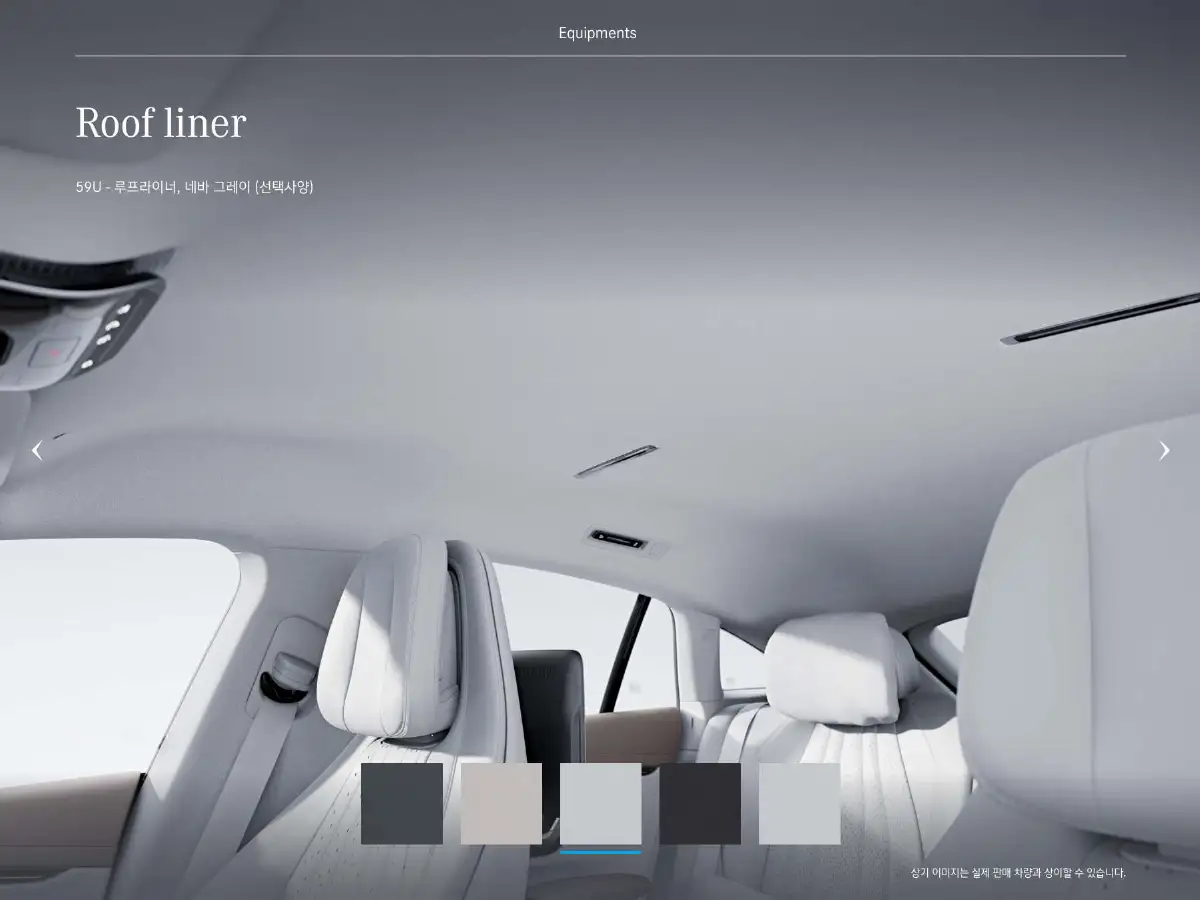 Equipments
Roof liner
59U - 루프라이너, 네바 그레이 (선택사양)
상기 이미지는 실제 판매 차량과 상이할 수 있습니다.